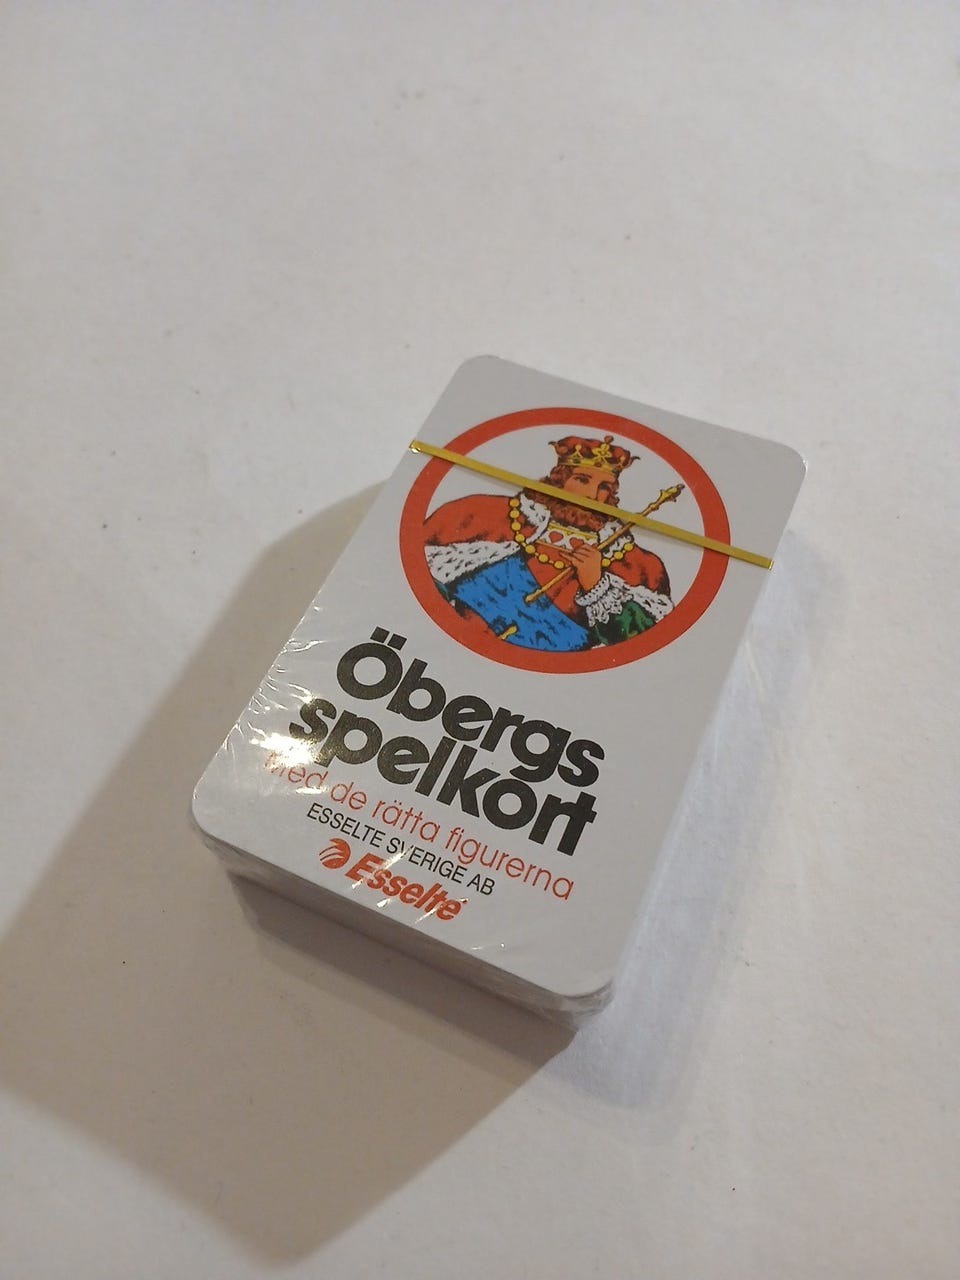 Öbergs
spelkort
Med de rätta figurerna
ESSELTE SVERIGE AB
Esselte